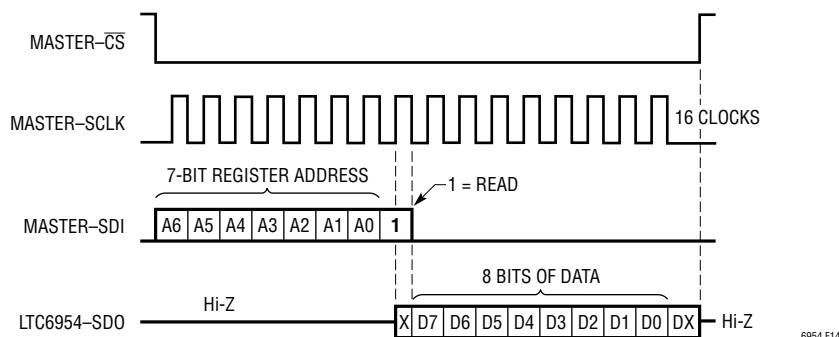 MASTER–CS
MASTER–SCLK
16 CLOCKS
7-BIT REGISTER ADDRESS
1 = READ
MASTER–SDI
A6 A5 A4 A3 A2 A1 A0 1
8 BITS OF DATA
Hi-Z
LTC6954–SDO
X D7 D6 D5 D4 D3 D2 D1 D0 DX
Hi-Z
6954 F14